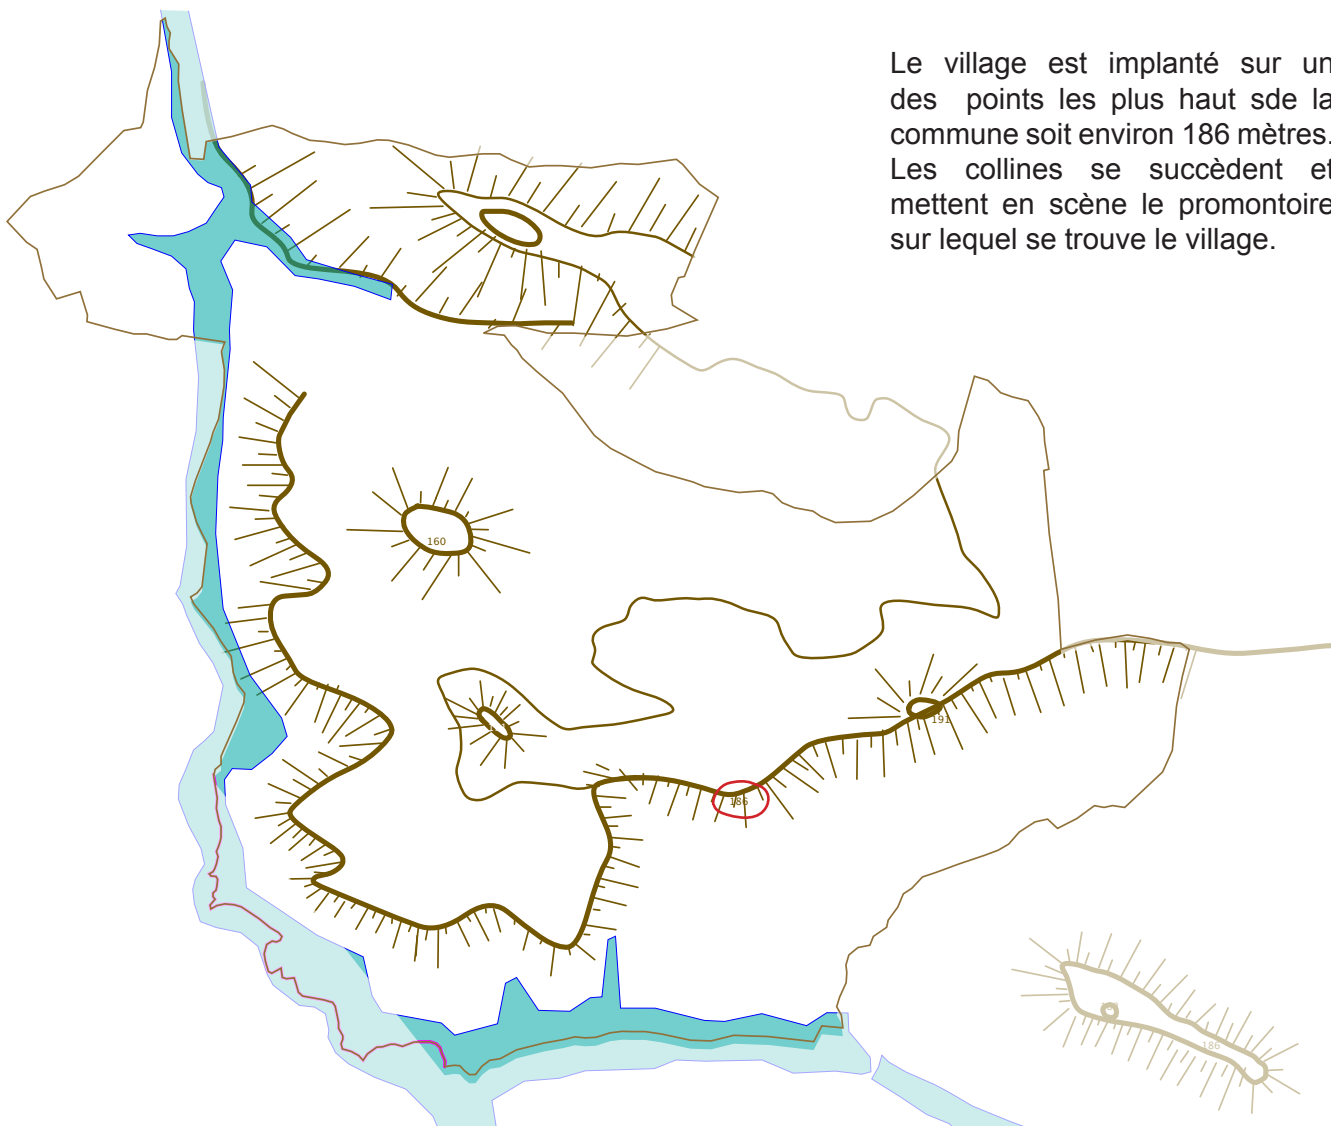 Le village est implanté sur un
des points les plus haut sde la
commune soit environ 186 mètres.
Les collines se succèdent et
mettent en scène le promontoire
sur lequel se trouve le village.
160
191
186
186